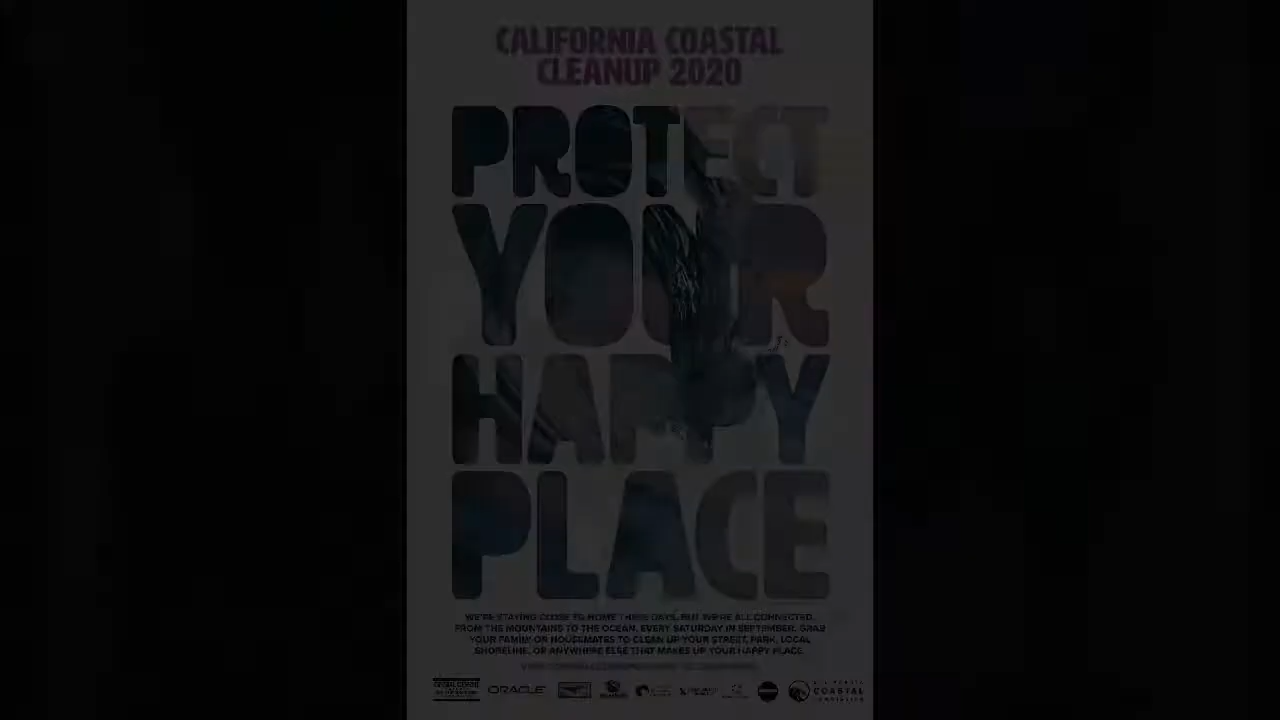 CALIFORNIA COASTAL
CLEANUP 2020
PROTECT
YOUR
HAPPY
PLACE
WE'RE STAYING CLOSE TO HOME THESE DAYS, BUT WE'RE ALL CONNECTED,
FROM THE MOUNTAINS TO THE OCEAN. EVERY SATURDAY IN SEPTEMBER, GRAB
YOUR FAMILY OR HOUSEMATES TO CLEAN UP YOUR STREET, PARK, LOCAL
SHORELINE, OR ANYWHERE ELSE THAT MAKES UP YOUR HAPPY PLACE.
ORACLE
COASTAL